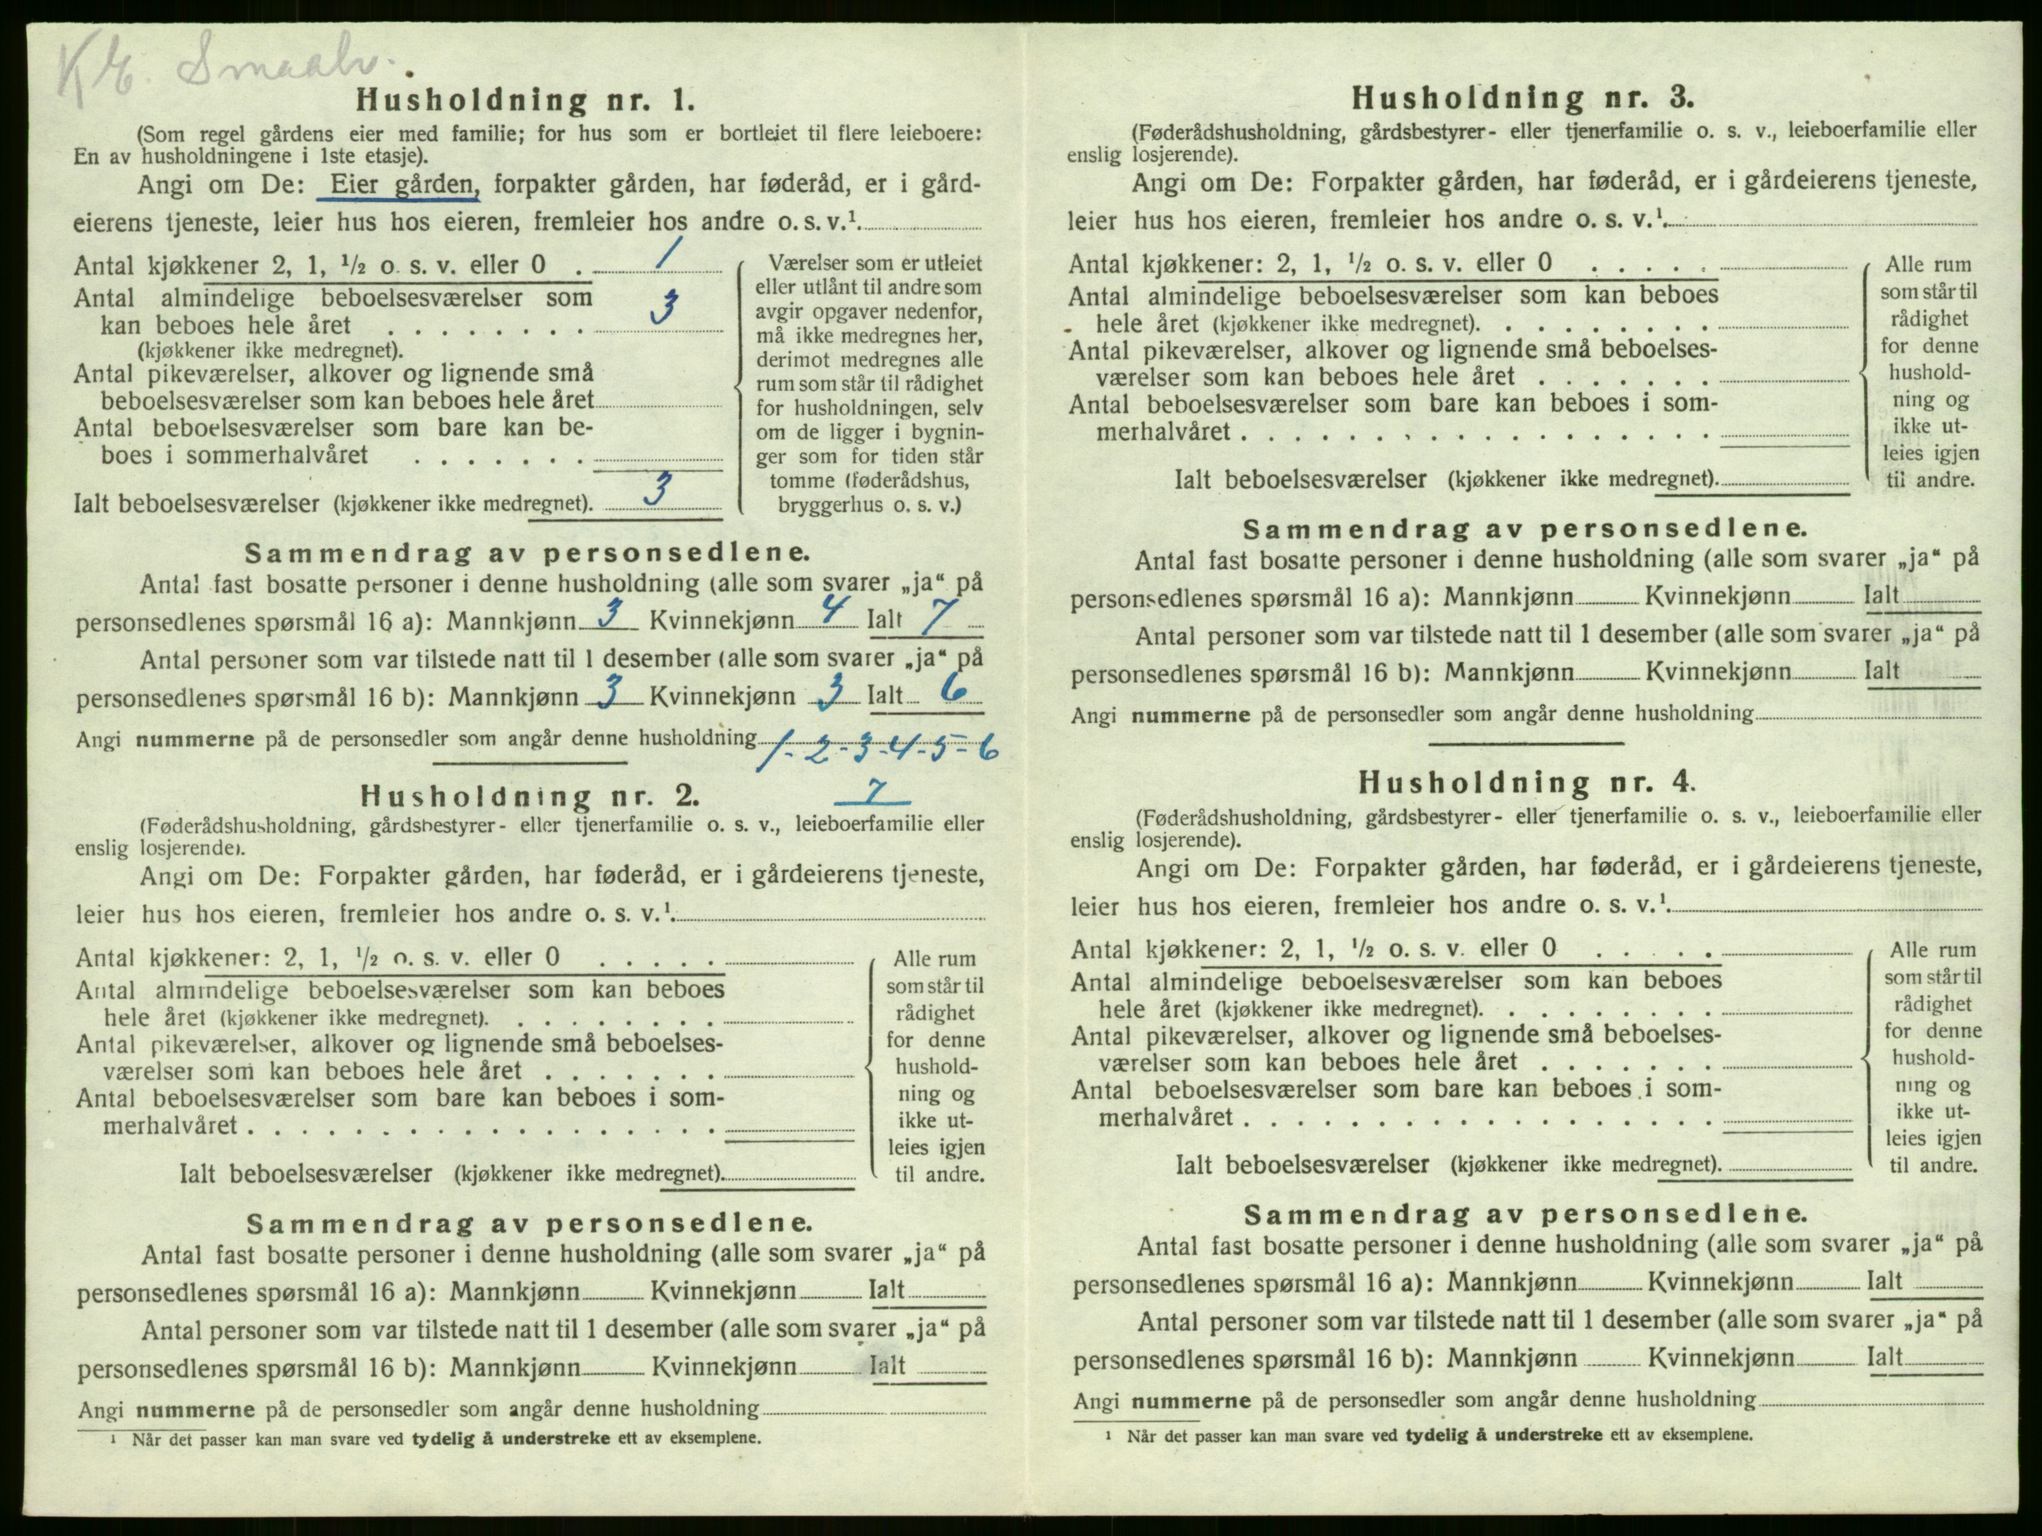 Smaabr.
Husholdning nr. 1.
(Som regel gårdens eier med familie; for hus som er bortleiet til flere leieboere:
En av husholdningene i 1ste etasje).
Angi om De: Eier gården, forpakter gården, har føderåd, er i gård-
eierens tjeneste, leier hus hos eieren, fremleier hos andre o. s. v.¹.
Antal kjøkkener 2, 1, ½ o. s. v. eller 0 . 1
Antal almindelige beboelsesværelser som
kan beboes hele året . . . . . . . . 3
(kjøkkener ikke medregnet).
Antal pikeværelser, alkover og lignende små
beboelsesværelser som kan beboes hele året
Antal beboelsesværelser som bare kan be-
boes i sommerhalvåret . . . . . . .
Ialt beboelsesværelser (kjøkkener ikke medregnet). 3
Værelser som er utleiet
eller utlånt til andre som
avgir opgaver nedenfor,
må ikke medregnes her,
derimot medregnes alle
rum som står til rådighet
for husholdningen, selv
om de ligger i bygnin-
ger som for tiden står
tomme (føderådshus,
bryggerhus o. s. v.)
Sammendrag av personsedlene.
Antal fast bosatte personer i denne husholdning (alle som svarer „ja“ på
personsedlenes spørsmål 16 a): Mannkjønn 3 Kvinnekjønn 4 Ialt 7
Antal personer som var tilstede natt til 1 desember (alle som svarer „ja“ på
personsedlenes spørsmål 16 b): Mannkjønn 3 Kvinnekjønn 3 Ialt 6
Angi nummerne på de personsedler som angår denne husholdning 1-2-3-4-5-6
7
Husholdning nr. 2.
(Føderådshusholdning, gårdsbestyrer- eller tjenerfamilie o. s. v., leieboerfamilie eller
enslig losjerende).
Angi om De: Forpakter gården, har føderåd, er i gårdeierens tjeneste,
leier hus hos eieren, fremleier hos andre o. s. v.¹.
Antal kjøkkener: 2, 1, ½ o. s. v. eller 0 . . . . .
Antal almindelige beboelsesværelser som kan beboes
hele året (kjøkkener ikke medregnet). . . . . . . . .
Antal pikeværelser, alkover og lignende små beboelses-
værelser som kan beboes hele året . . . . . . .
Antal beboelsesværelser som bare kan beboes i som-
merhalvåret . . . . . . . . . . . . . . . . . .
Ialt beboelsesværelser (kjøkkener ikke medregnet).
Alle rum
som står til
rådighet
for denne
hushold-
ning og
ikke ut-
leies igjen
til andre.
Sammendrag av personsedlene.
Antal fast bosatte personer i denne husholdning (alle som svarer „ja“ på
personsedlenes spørsmål 16 a): Mannkjønn Kvinnekjønn Ialt
Antal personer som var tilstede natt til 1 desember (alle som svarer „ja“ på
personsedlenes spørsmål 16 b): Mannkjønn Kvinnekjønn Ialt
Angi nummerne på de personsedler som angår denne husholdning
¹ Når det passer kan man svare ved tydelig å understreke ett av eksemplene.
Husholdning nr. 3.
(Føderådshusholdning, gårdsbestyrer- eller tjenerfamilie o. s. v., leieboerfamilie eller
enslig losjerende).
Angi om De: Forpakter gården, har føderåd, er i gårdeierens tjeneste,
leier hus hos eieren, fremleier hos andre o. s. v.¹.
Antal kjøkkener: 2, 1, ½ o. s. v. eller 0 . . . . .
Antal almindelige beboelsesværelser som kan beboes
hele året (kjøkkener ikke medregnet). . . . . . . . .
Antal pikeværelser, alkover og lignende små beboelses-
værelser som kan beboes hele året . . . . . . .
Antal beboelsesværelser som bare kan beboes i som-
merhalvåret . . . . . . . . . . . . . . . . . .
Ialt beboelsesværelser (kjøkkener ikke medregnet).
Alle rum
som står til
rådighet
for denne
hushold-
ning og
ikke ut-
leies igjen
til andre.
Sammendrag av personsedlene.
Antal fast bosatte personer i denne husholdning (alle som svarer „ja“ på
personsedlenes spørsmål 16 a): Mannkjønn Kvinnekjønn Ialt
Antal personer som var tilstede natt til 1 desember (alle som svarer „ja“ på
personsedlenes spørsmål 16 b): Mannkjønn Kvinnekjønn Ialt
Angi nummerne på de personsedler som angår denne husholdning
Husholdning nr. 4.
(Føderådshusholdning, gårdsbestyrer- eller tjenerfamilie o. s. v., leieboerfamilie eller
enslig losjerende).
Angi om De: Forpakter gården, har føderåd, er i gårdeierens tjeneste,
leier hus hos eieren, fremleier hos andre o. s. v.¹.
Antal kjøkkener: 2, 1, ½ o. s. v. eller 0 . . . . .
Antal almindelige beboelsesværelser som kan beboes
hele året (kjøkkener ikke medregnet). . . . . . . . .
Antal pikeværelser, alkover og lignende små beboelses-
værelser som kan beboes hele året . . . . . . .
Antal beboelsesværelser som bare kan beboes i som-
merhalvåret . . . . . . . . . . . . . . . . . .
Ialt beboelsesværelser (kjøkkener ikke medregnet).
Alle rum
som står til
rådighet
for denne
hushold-
ning og
ikke ut-
leies igjen
til andre.
Sammendrag av personsedlene.
Antal fast bosatte personer i denne husholdning (alle som svarer „ja“ på
personsedlenes spørsmål 16 a): Mannkjønn Kvinnekjønn Ialt
Antal personer som var tilstede natt til 1 desember (alle som svarer „ja“ på
personsedlenes spørsmål 16 b): Mannkjønn Kvinnekjønn Ialt
Angi nummerne på de personsedler som angår denne husholdning
¹ Når det passer kan man svare ved tydelig å understreke ett av eksemplene.